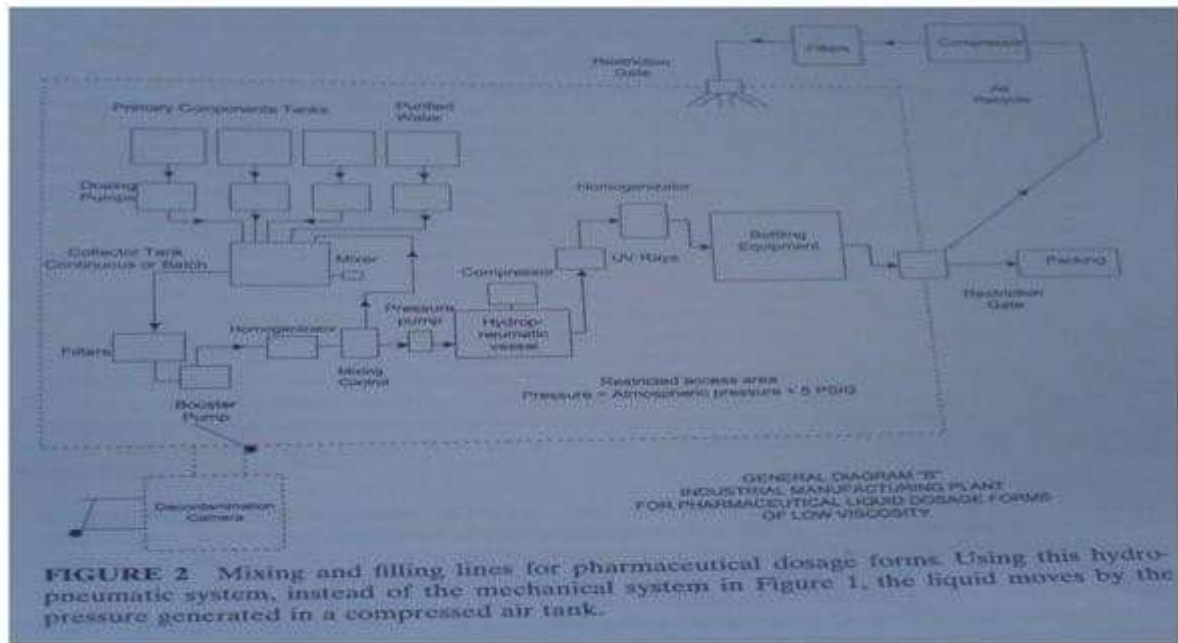 Restriction
Gate
Filters
Compressor
Air
Recycle
Primary Components Tanks
Purified
Water
Dosing
Pumps
Collector Tank
Continuous or Batch
Mixer
Homogenizator
UV Rays
Bottling
Equipment
Restriction
Gate
Packing
Compressor
Pressure
pump
Hydrop-
neumatic
vessel
Homogenizator
Mixing
Control
Filters
Booster
Pump
Restricted access area
Pressure = Atmospheric pressure + 5 PSIG
Decontamination
Camera
GENERAL DIAGRAM "B"
INDUSTRIAL MANUFACTURING PLANT
FOR PHARMACEUTICAL LIQUID DOSAGE FORMS
OF LOW VISCOSITY
FIGURE 2 Mixing and filling lines for pharmaceutical dosage forms. Using this hydro-
pneumatic system, instead of the mechanical system in Figure 1, the liquid moves by the
pressure generated in a compressed air tank.